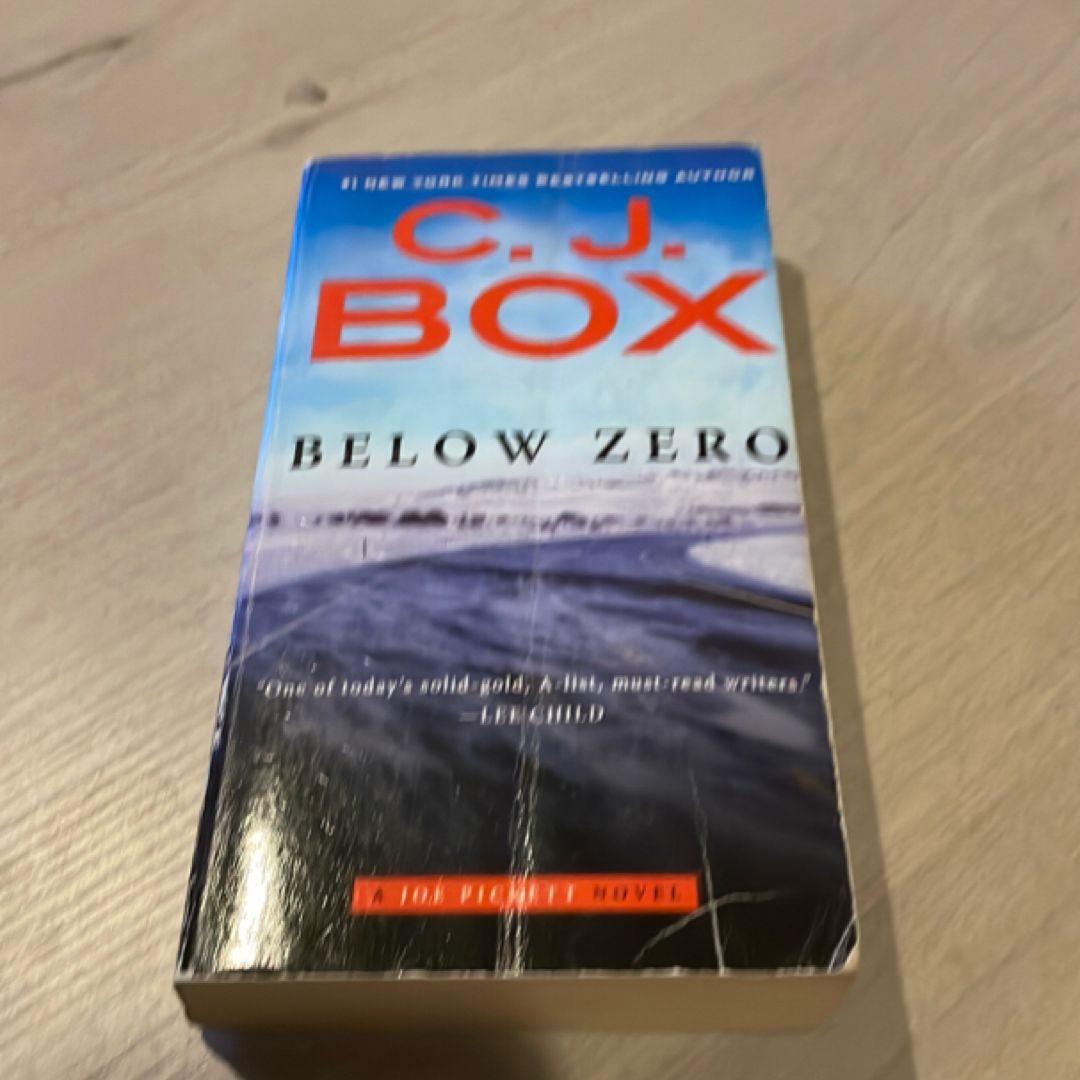 #1 NEW YORK TIMES BESTSELLING AUTHOR
C. J.
BOX
BELOW ZERO
"One of today's solid-gold, A-list, must-read writers."
—LEE CHILD
A JOE PICKETT NOVEL